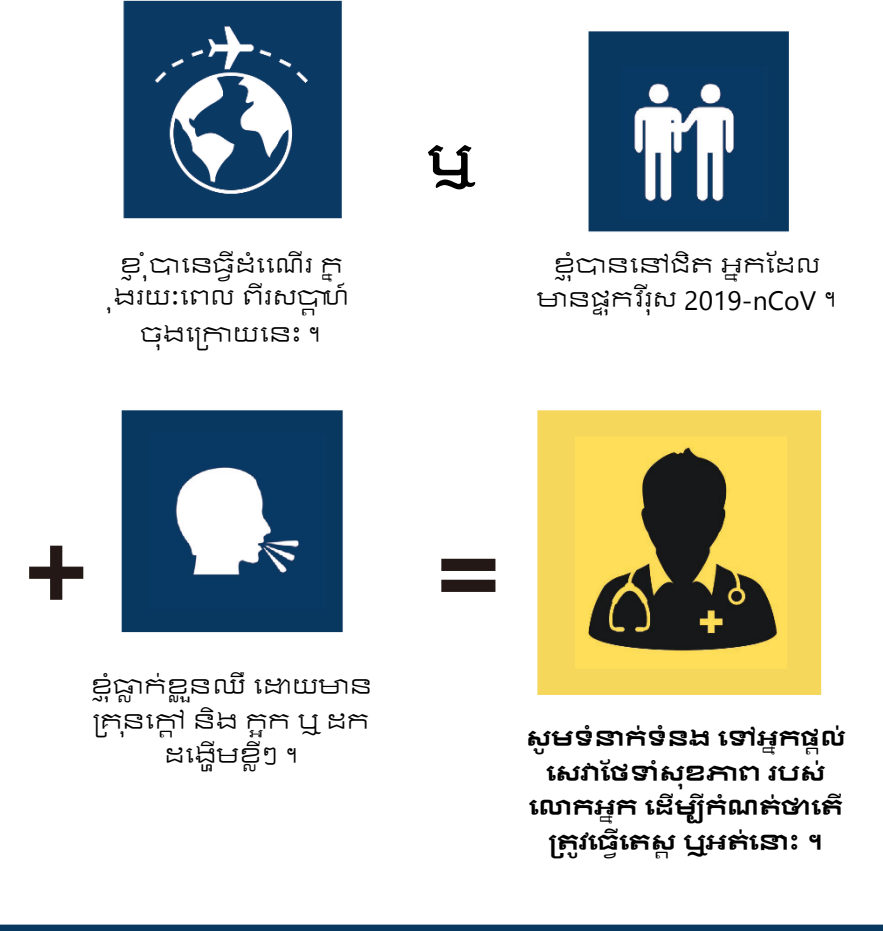 ឬ
ខ្ញុំបានេធ្វីដំណើេរ ក្ន
ុងរយៈពេល ពីរសប្តាហ៍
ចុងក្រោយនេះ ។
ខ្ញុំបាននៅជិត អ្នកដែល
មានផ្ទុកវីរុស 2019-nCoV ។
+
=
ខ្ញុំធ្លាក់ខ្លួនឈឺ ដោយមាន
គ្រុនក្តៅ និង ក្អក ឬ ដក
ដង្ហើមខ្លីៗ ។
សូមទំនាក់ទំនង ទៅអ្នកផ្តល់
សេវាថែទាំសុខភាព របស់
លោកអ្នក ដើម្បីកំណត់ថាតើ
ត្រូវធ្វើតេស្ត ឬអត់នោះ ។